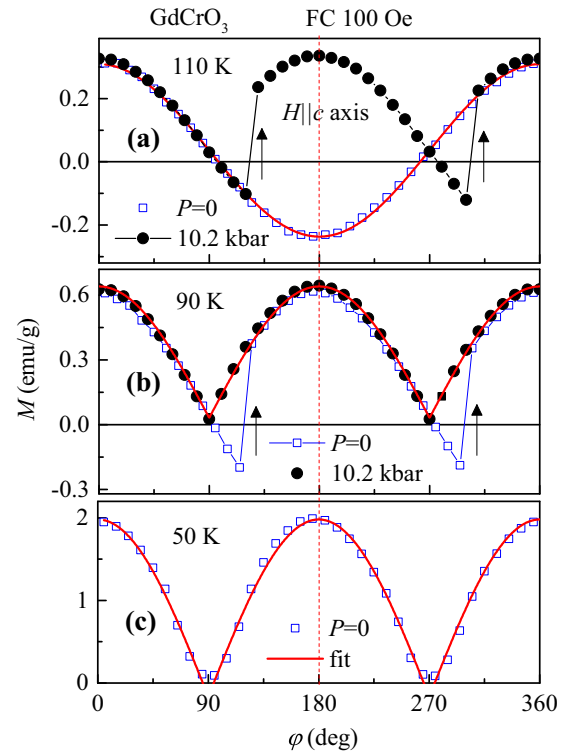 GdCrO3 FC 100 Oe
110 K
0.2
H||c axis
0.0
(a)
P=0
-0.2
10.2 kbar
0.6
90 K
0.3
(b)
0.0
P=0
-0.3
10.2 kbar
M (emu/g)
2
50 K
1
(c)
P=0
fit
0
0 90 180 270 360
φ (deg)